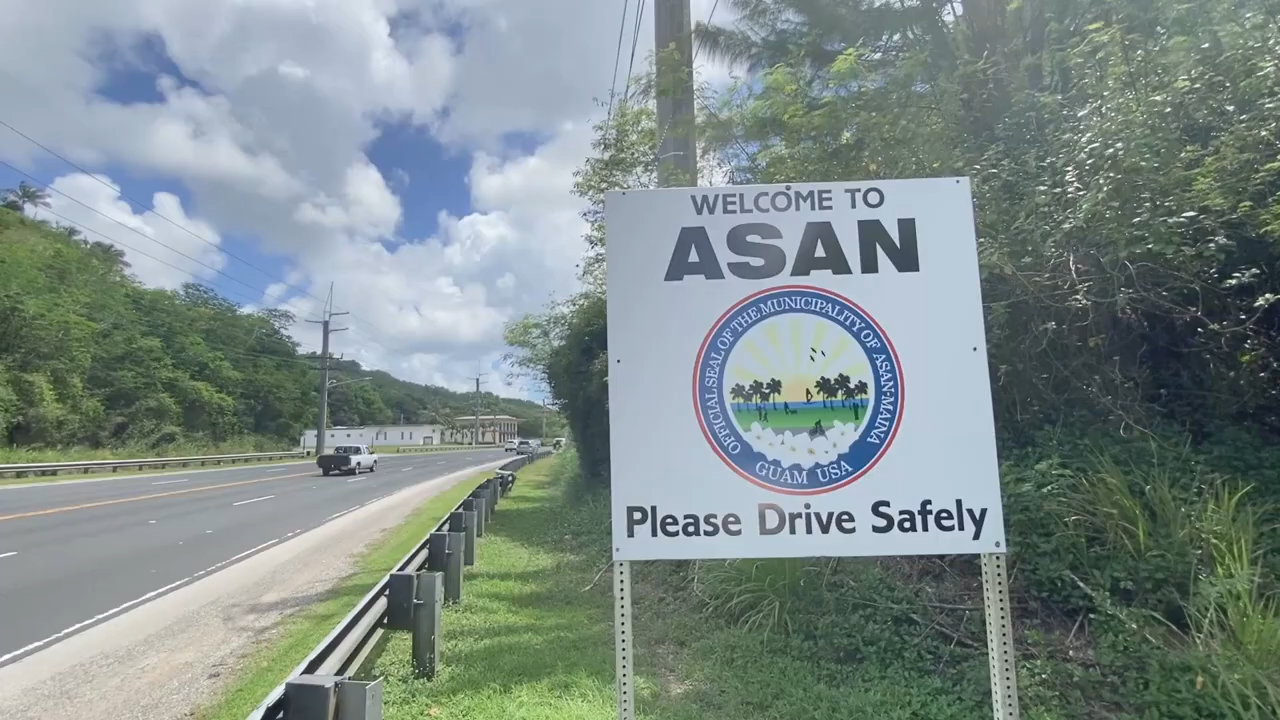 WELCOME TO
ASAN
OFFICIAL SEAL OF THE MUNICIPALITY OF ASAN-MAINA
GUAM USA
Please Drive Safely